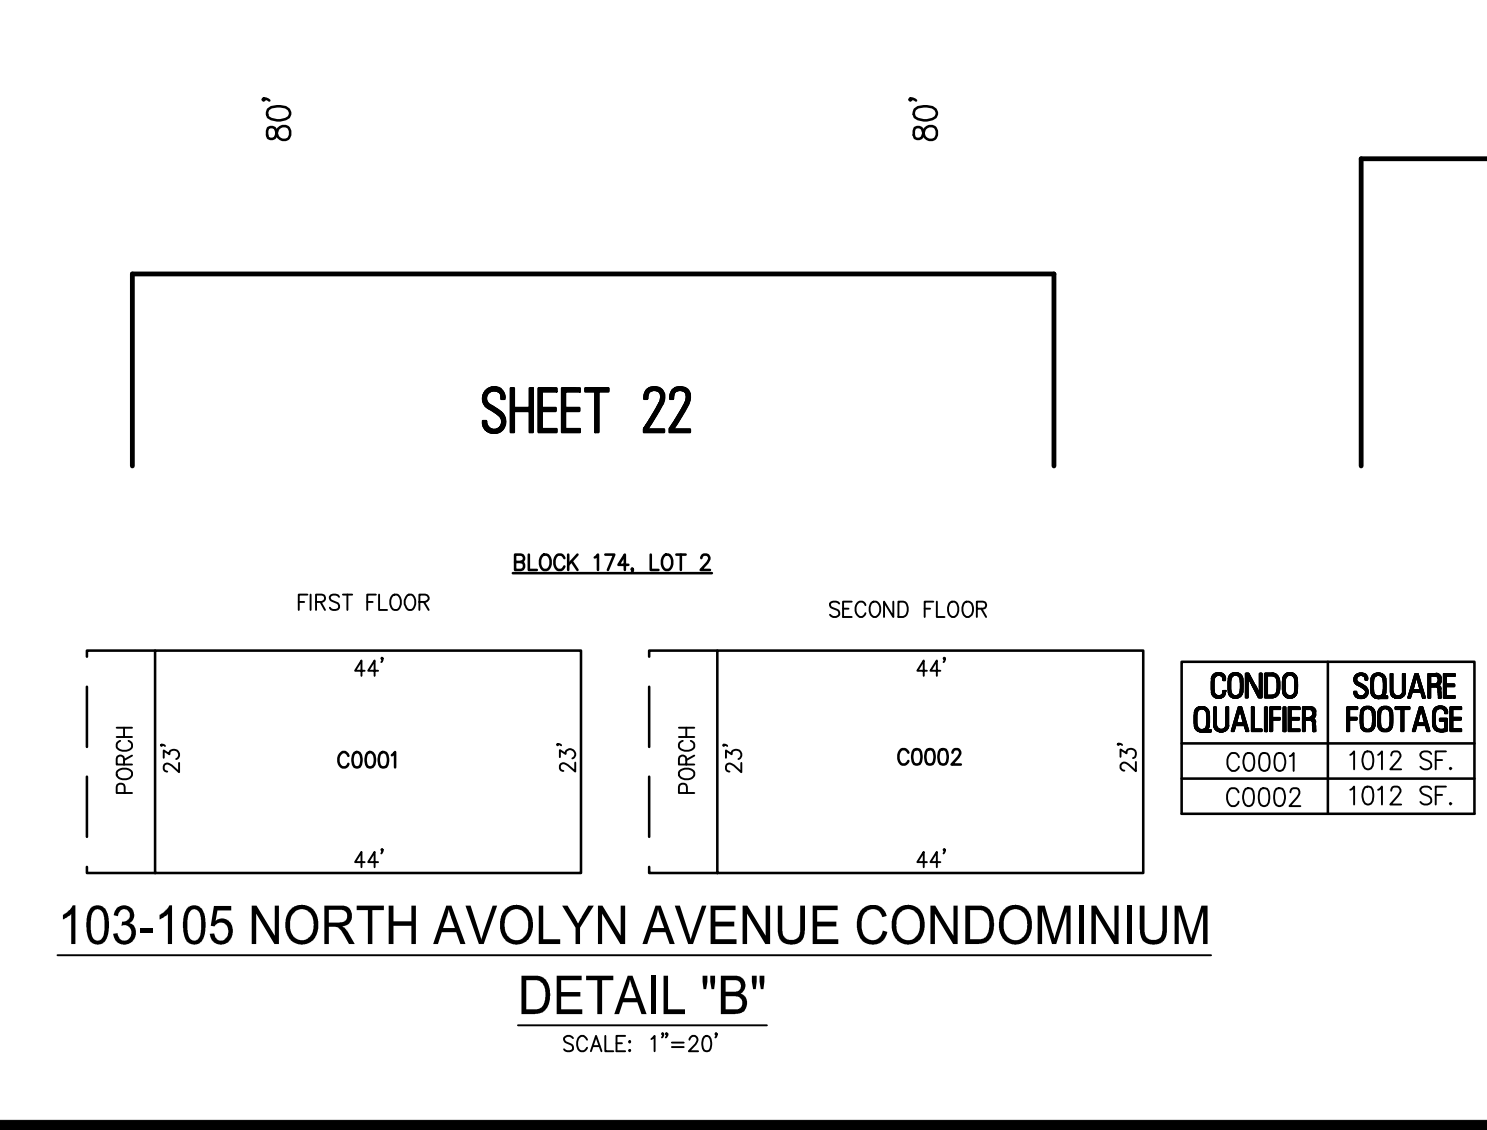 80'
80'
SHEET 22
BLOCK 174, LOT 2
FIRST FLOOR
SECOND FLOOR
44'
PORCH
23'
C0001
23'
44'
44'
PORCH
23'
C0002
23'
44'
CONDO QUALIFIER
SQUARE FOOTAGE
C0001 1012 SF.
C0002 1012 SF.
103-105 NORTH AVOLYN AVENUE CONDOMINIUM
DETAIL "B"
SCALE: 1"=20'